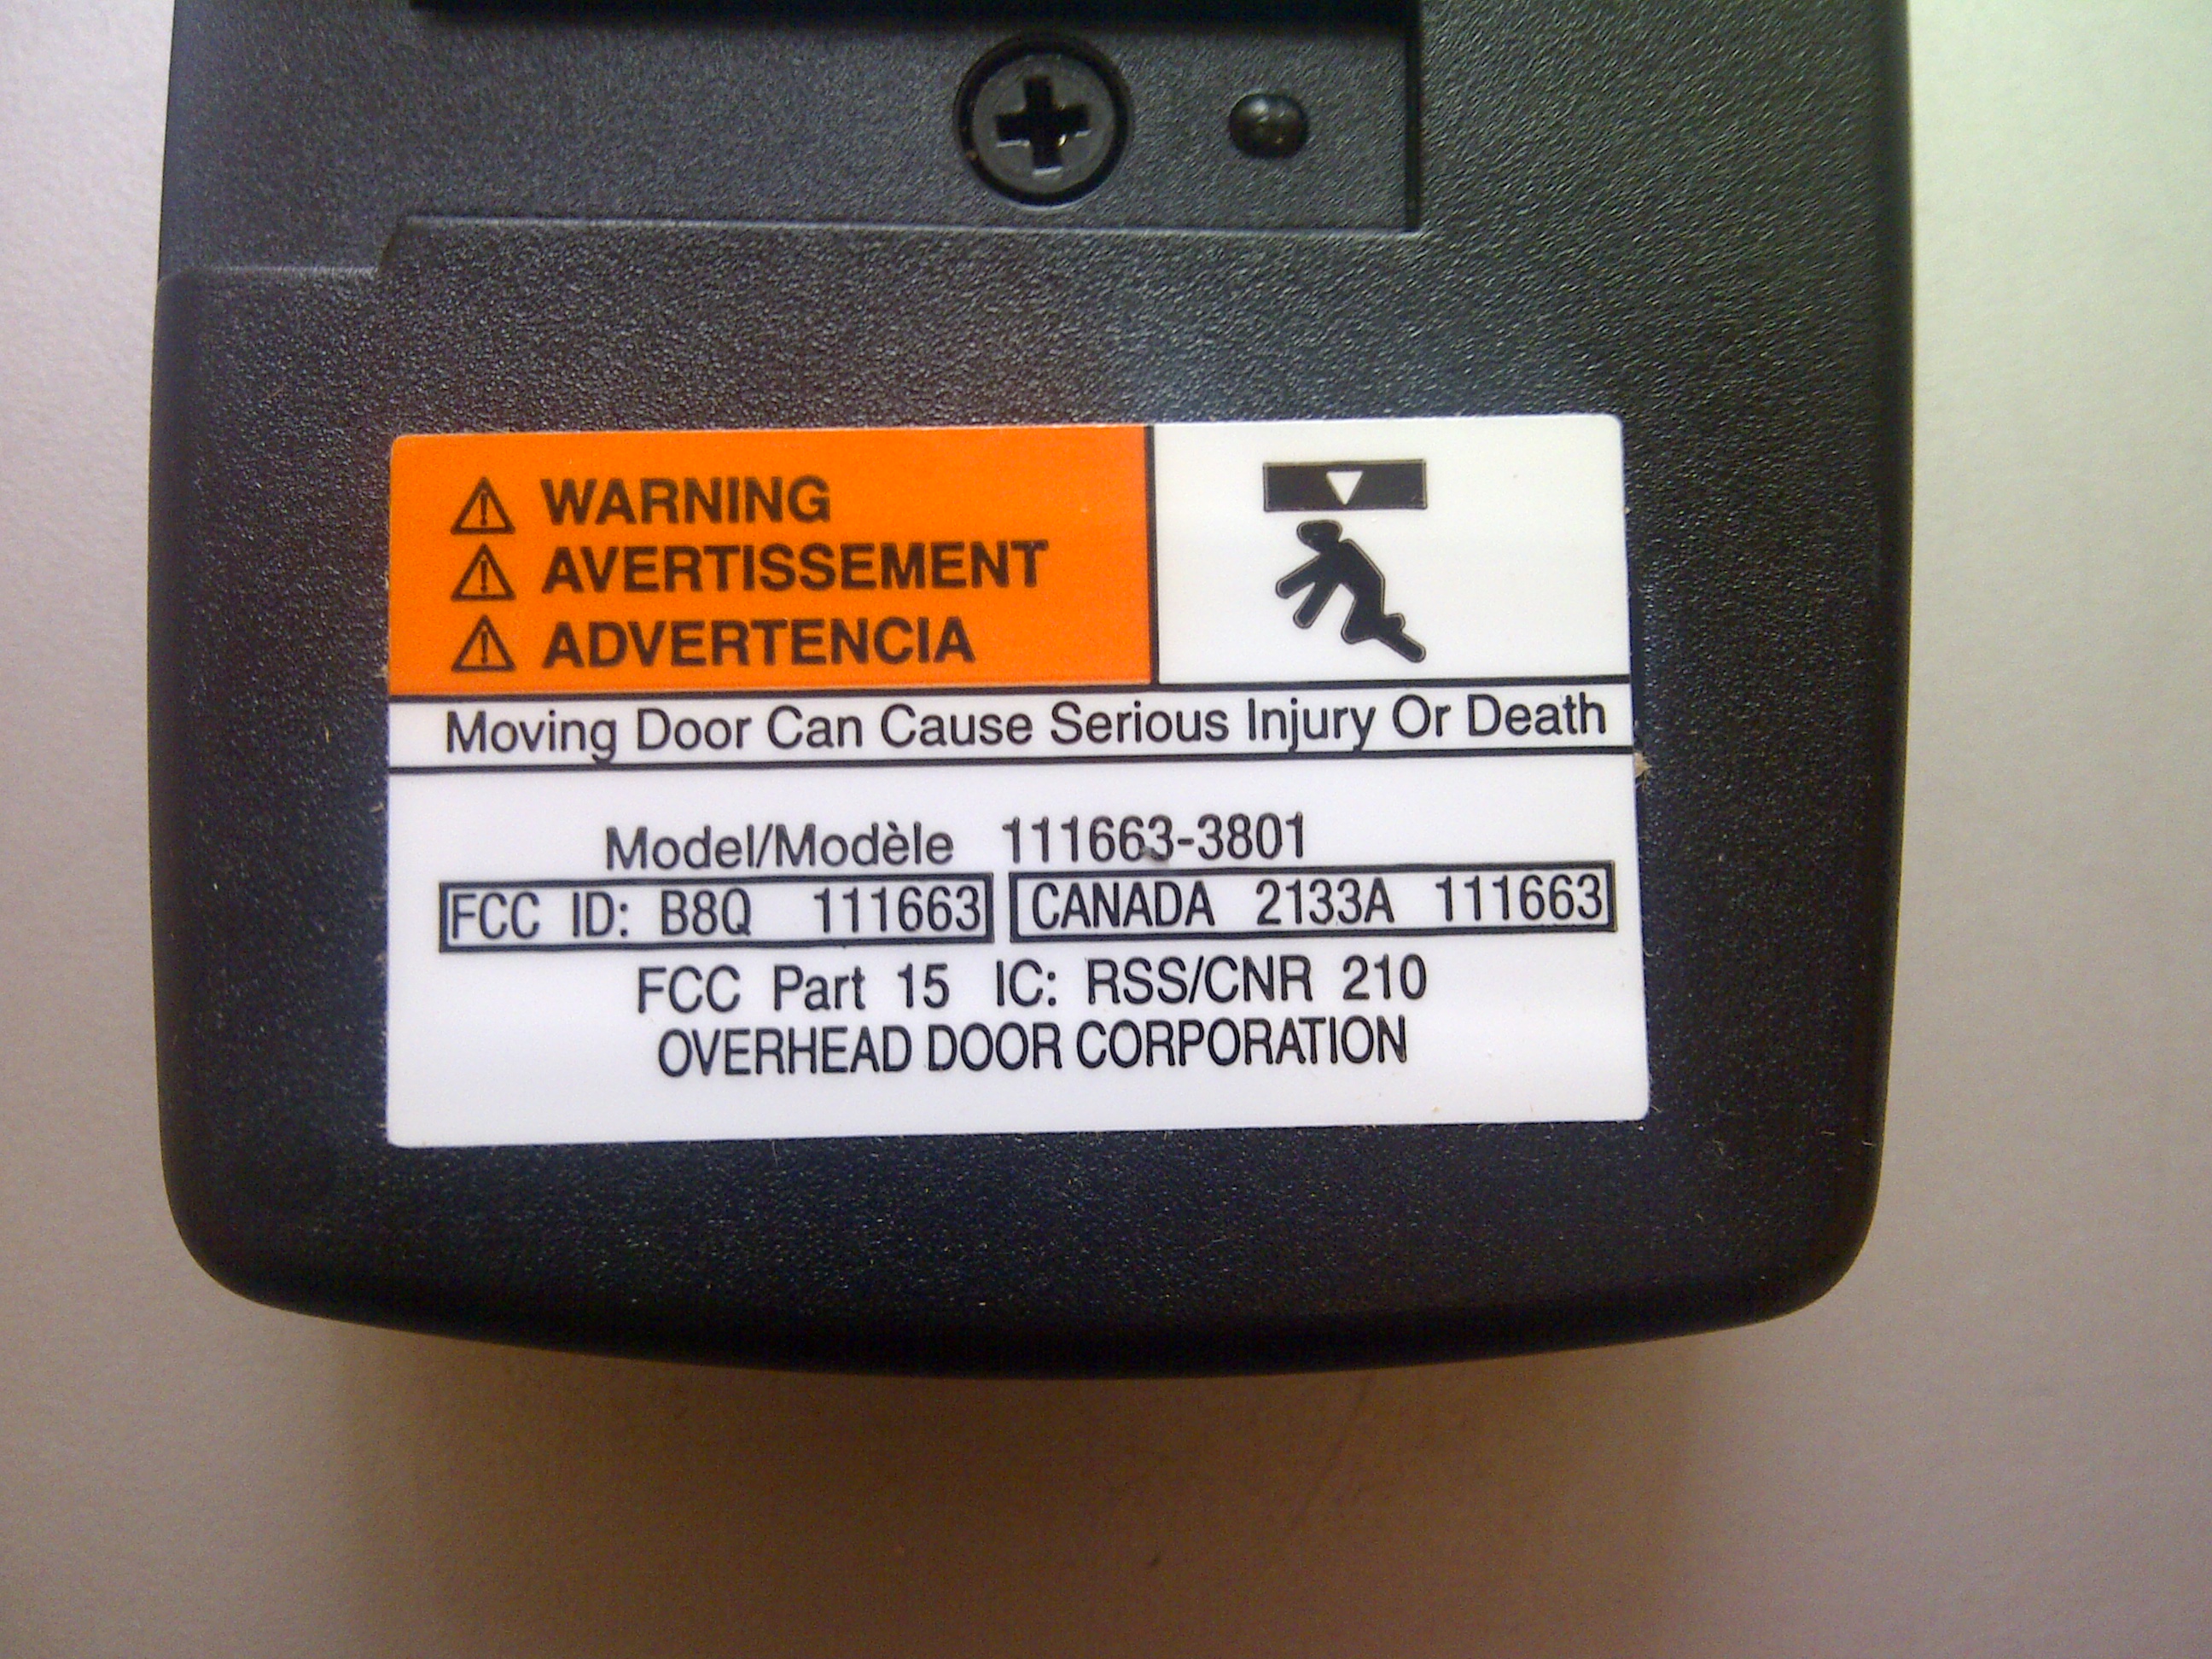 WARNING
AVERTISSEMENT
ADVERTENCIA
Moving Door Can Cause Serious Injury Or Death
Model/Modèle 111663-3801
FCC ID: B8Q 111663 CANADA 2133A 111663
FCC Part 15 IC: RSS/CNR 210
OVERHEAD DOOR CORPORATION